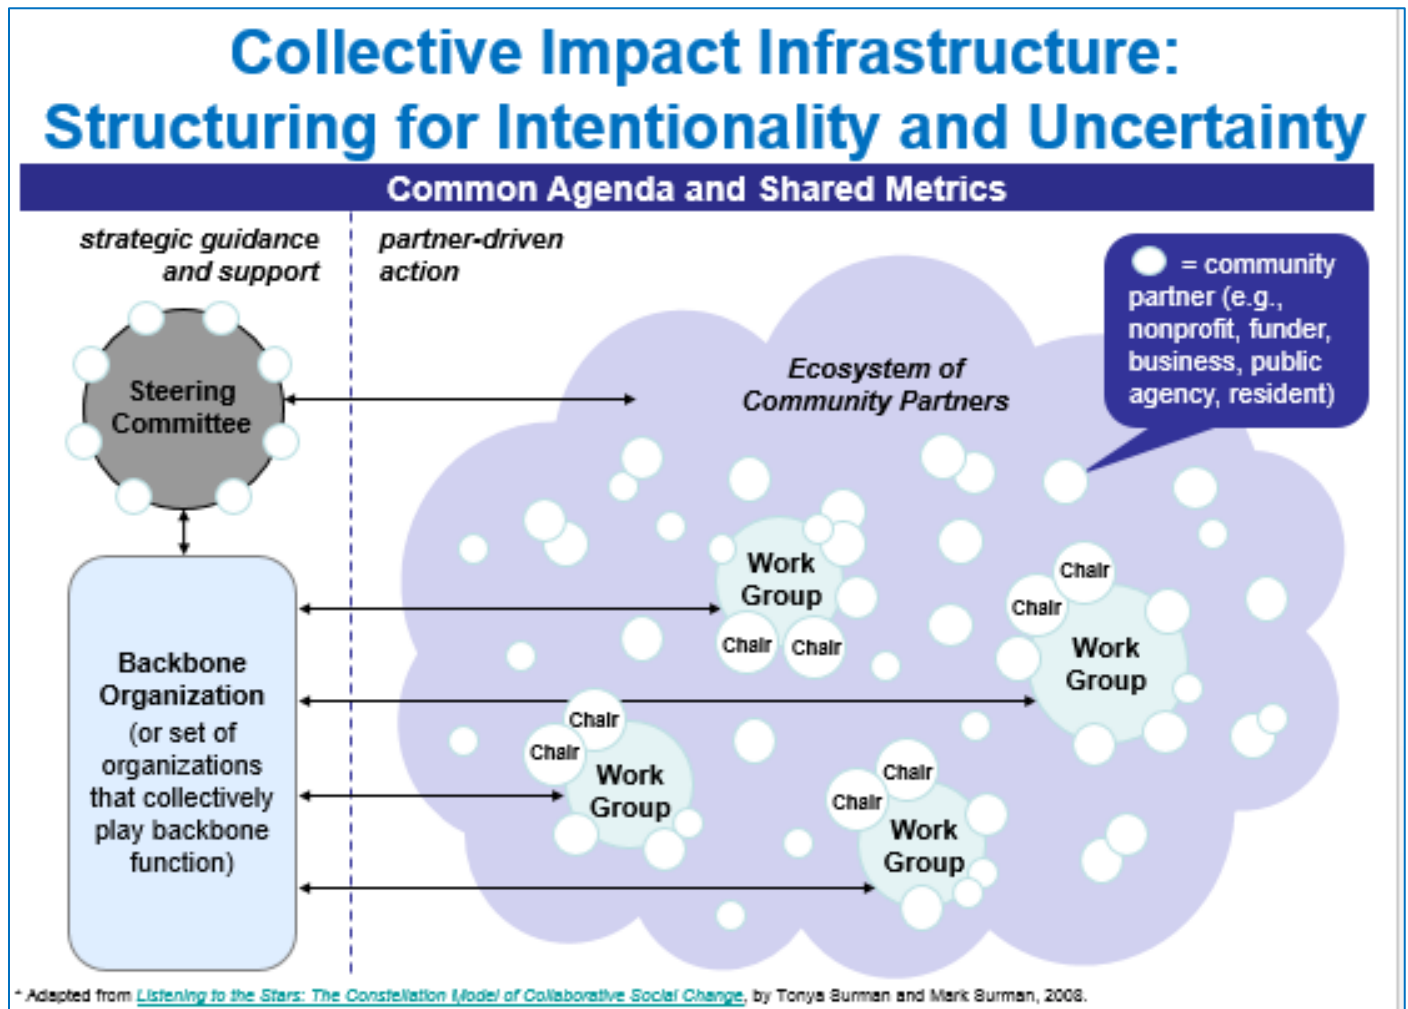 Collective Impact Infrastructure:
Structuring for Intentionality and Uncertainty
Common Agenda and Shared Metrics
strategic guidance
and support
partner-driven
action
= community
partner (e.g.,
nonprofit, funder,
business, public
agency, resident)
Steering
Committee
Ecosystem of
Community Partners
Work
Group
Chair
Chair
Chair
Chair
Work
Group
Backbone
Organization
(or set of
organizations
that collectively
play backbone
function)
Chair
Chair
Work
Group
Chair
Chair
Work
Group
* Adapted from Listening to the Stars: The Constellation Model of Collaborative Social Change, by Tonya Surman and Mark Surman, 2008.